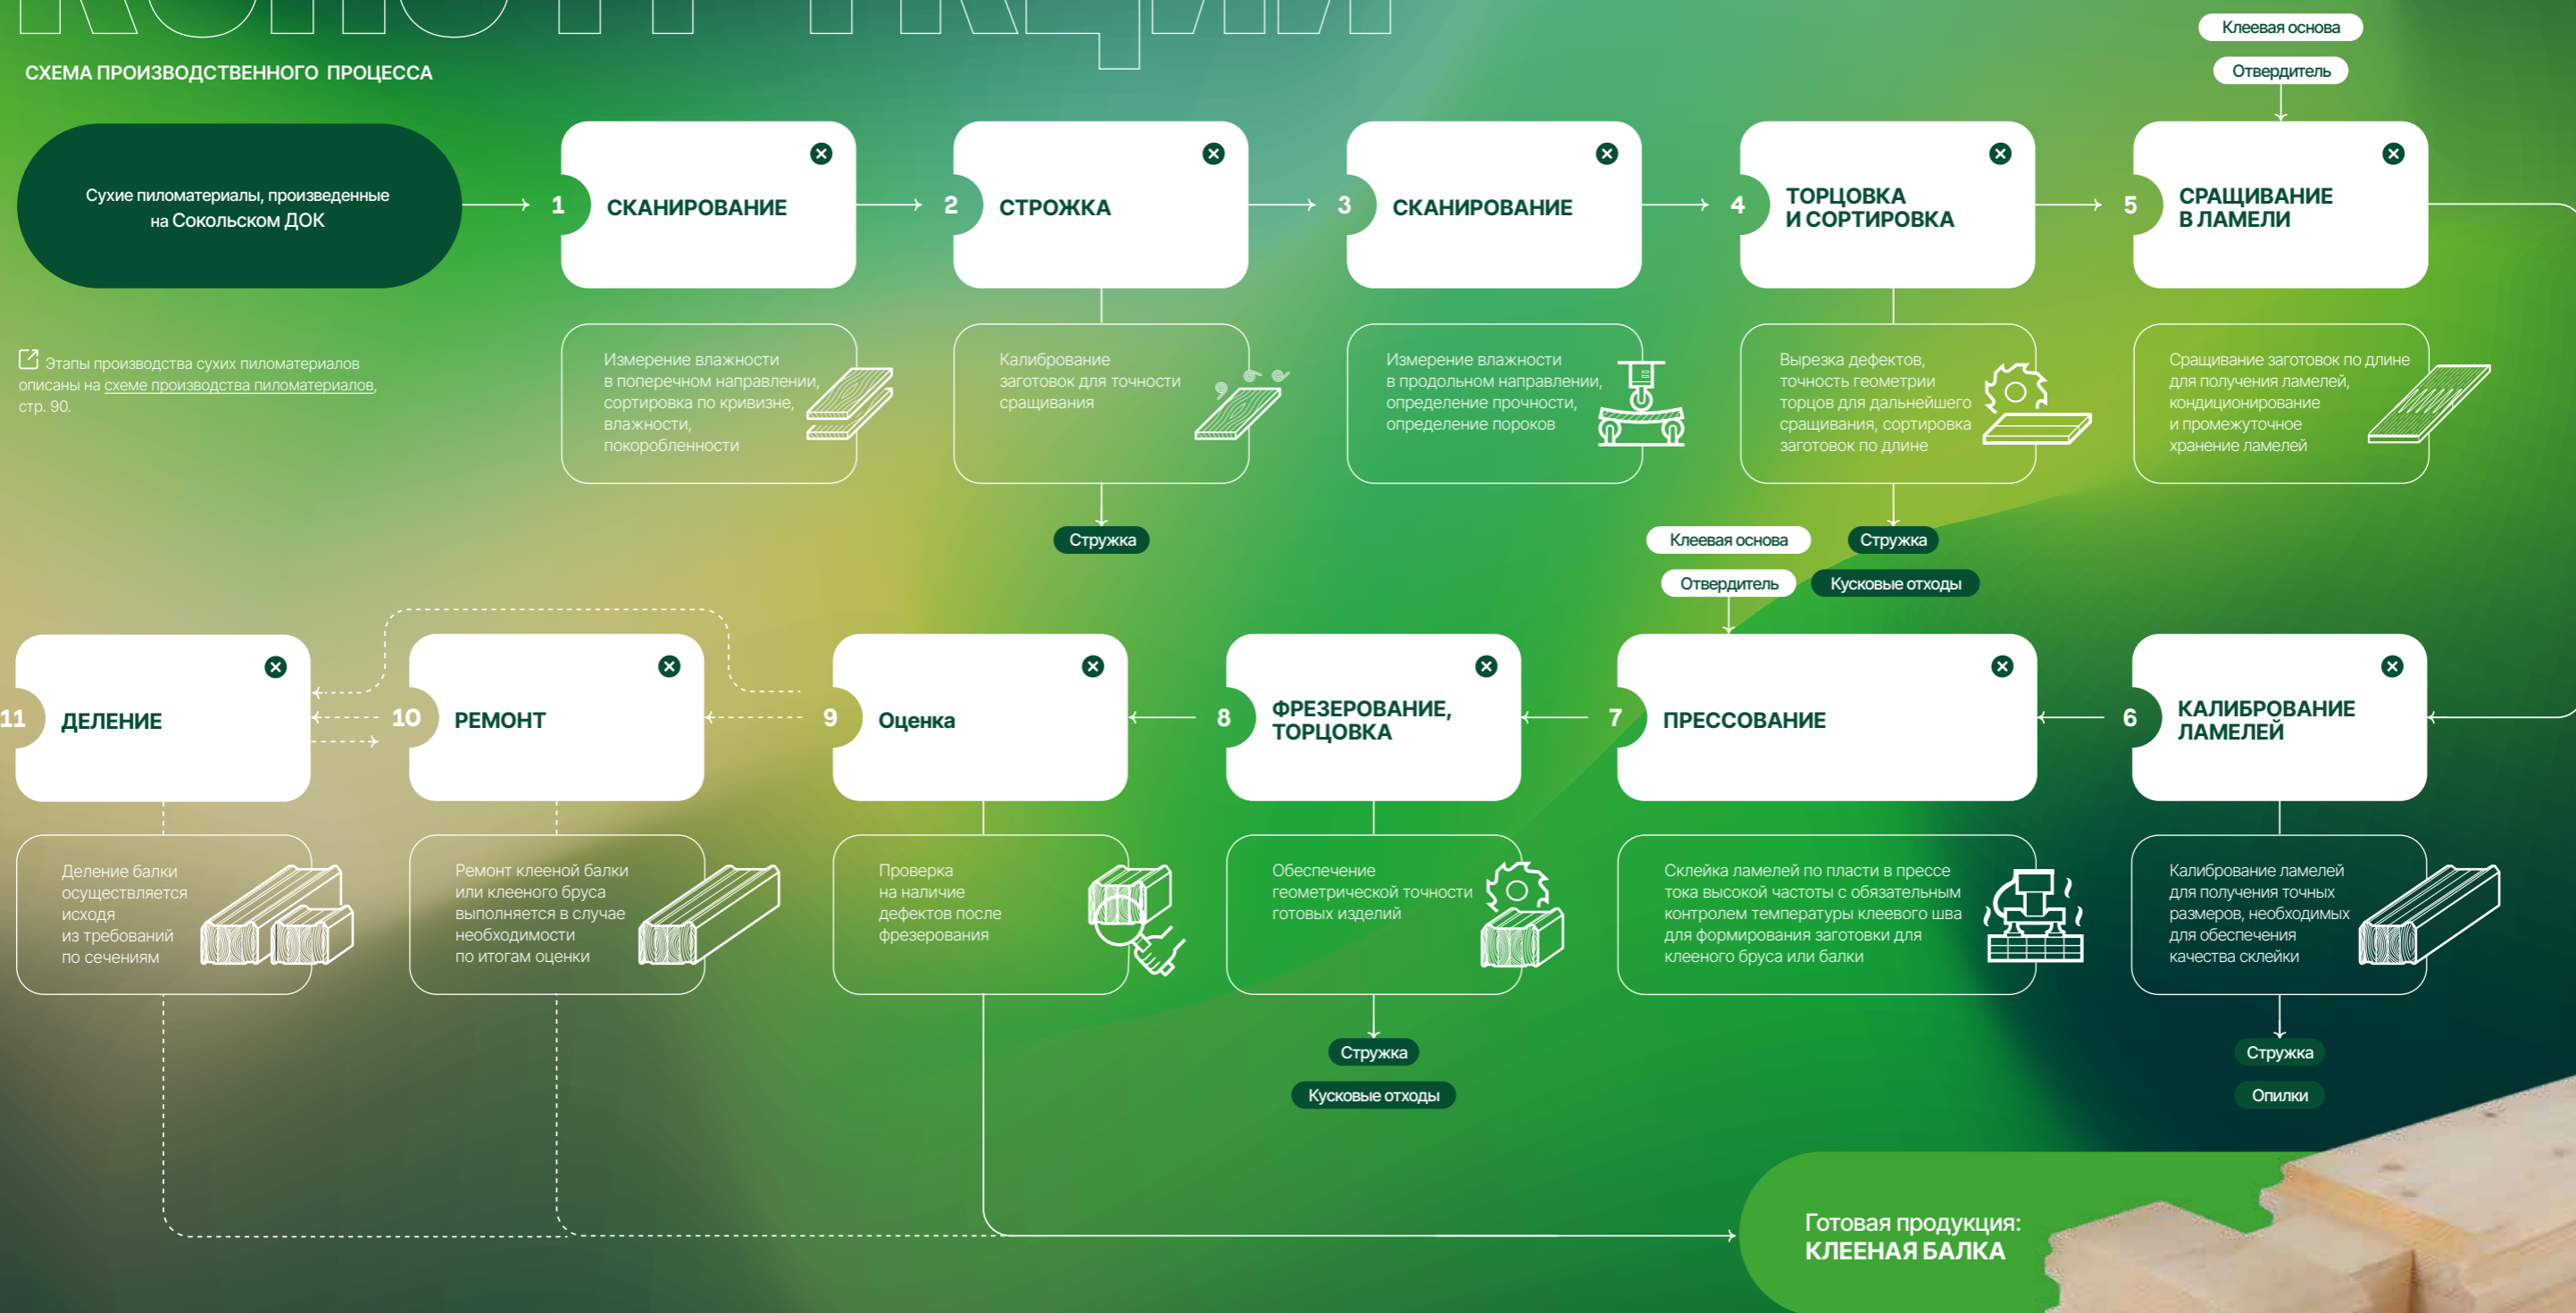 СХЕМА ПРОИЗВОДСТВЕННОГО ПРОЦЕССА
Клеевая основа
Отвердитель
Сухие пиломатериалы, произведенные
на Сокольском ДОК
1
СКАНИРОВАНИЕ
2
СТРОЖКА
3
СКАНИРОВАНИЕ
4
ТОРЦОВКА
И СОРТИРОВКА
5
СРАЩИВАНИЕ
В ЛАМЕЛИ
Этапы производства сухих пиломатериалов
описаны на схеме производства пиломатериалов,
стр. 90.
Измерение влажности
в поперечном направлении,
сортировка по кривизне,
влажности,
покоробленности
Калибрование
заготовок для точности
сращивания
Измерение влажности
в продольном направлении,
определение прочности,
определение пороков
Вырезка дефектов,
точность геометрии
торцов для дальнейшего
сращивания, сортировка
заготовок по длине
Сращивание заготовок по длине
для получения ламелей,
кондиционирование
и промежуточное
хранение ламелей
Стружка
Стружка
Кусковые отходы
Клеевая основа
Отвердитель
11
ДЕЛЕНИЕ
10
РЕМОНТ
9
Оценка
8
ФРЕЗЕРОВАНИЕ,
ТОРЦОВКА
7
ПРЕССОВАНИЕ
6
КАЛИБРОВАНИЕ
ЛАМЕЛЕЙ
Деление балки
осуществляется
исходя
из требований
по сечениям
Ремонт клееной балки
или клееного бруса
выполняется в случае
необходимости
по итогам оценки
Проверка
на наличие
дефектов после
фрезерования
Обеспечение
геометрической точности
готовых изделий
Склейка ламелей по пласти в прессе
тока высокой частоты с обязательным
контролем температуры клеевого шва
для формирования заготовки для
клееного бруса или балки
Калибрование ламелей
для получения точных
размеров, необходимых
для обеспечения
качества склейки
Стружка
Кусковые отходы
Стружка
Опилки
Готовая продукция:
КЛЕЕНАЯ БАЛКА